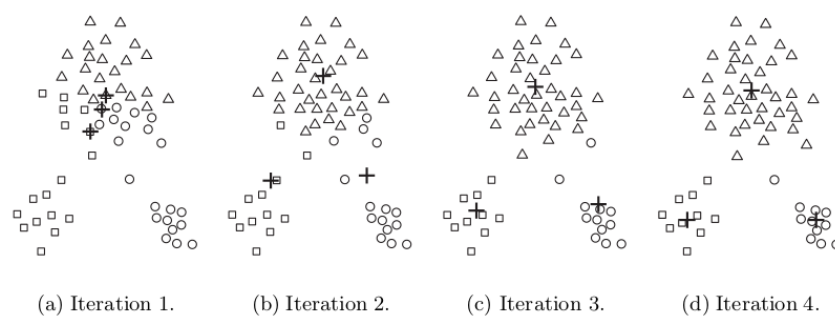 (a) Iteration 1.
(b) Iteration 2.
(c) Iteration 3.
(d) Iteration 4.